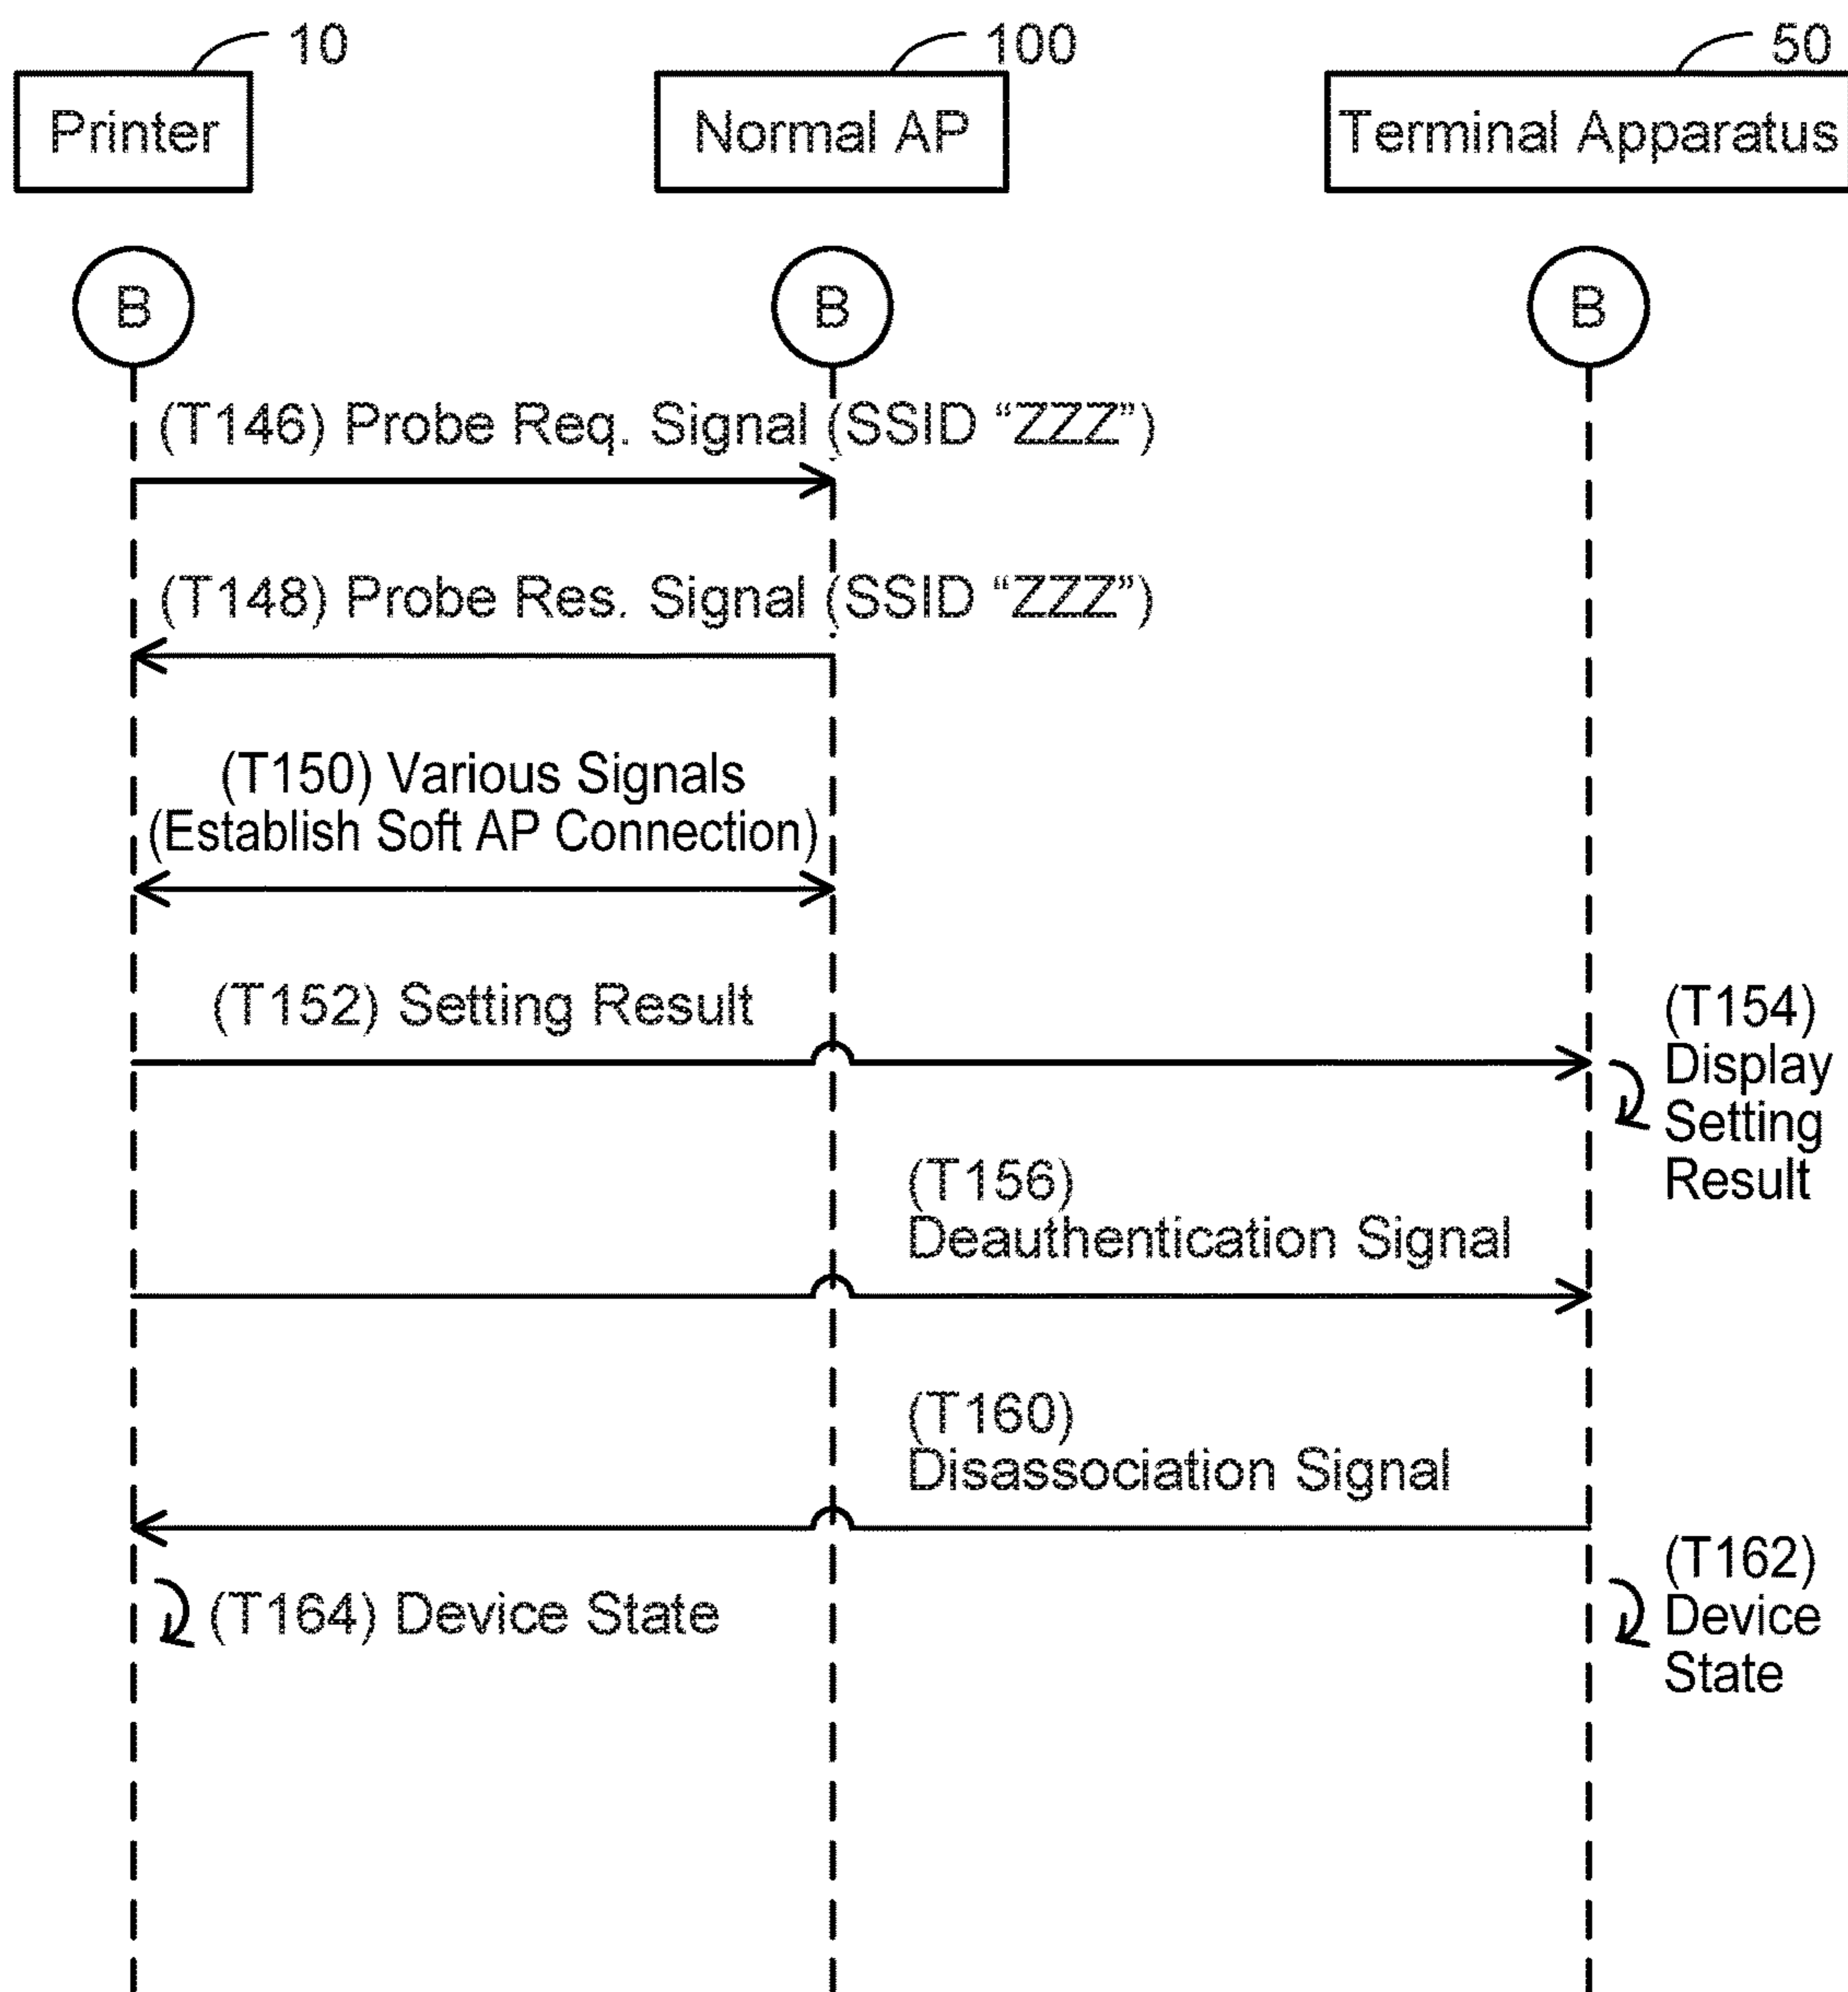 10
100
50
Printer
Normal AP
Terminal Apparatus
B
B
B
(T146) Probe Req. Signal (SSID “ZZZ”)
(T148) Probe Res. Signal (SSID “ZZZ”)
(T150) Various Signals
(Establish Soft AP Connection)
(T152) Setting Result
(T154)
Display
Setting
Result
(T156)
Deauthentication Signal
(T160)
Disassociation Signal
(T162)
Device
State
(T164) Device State